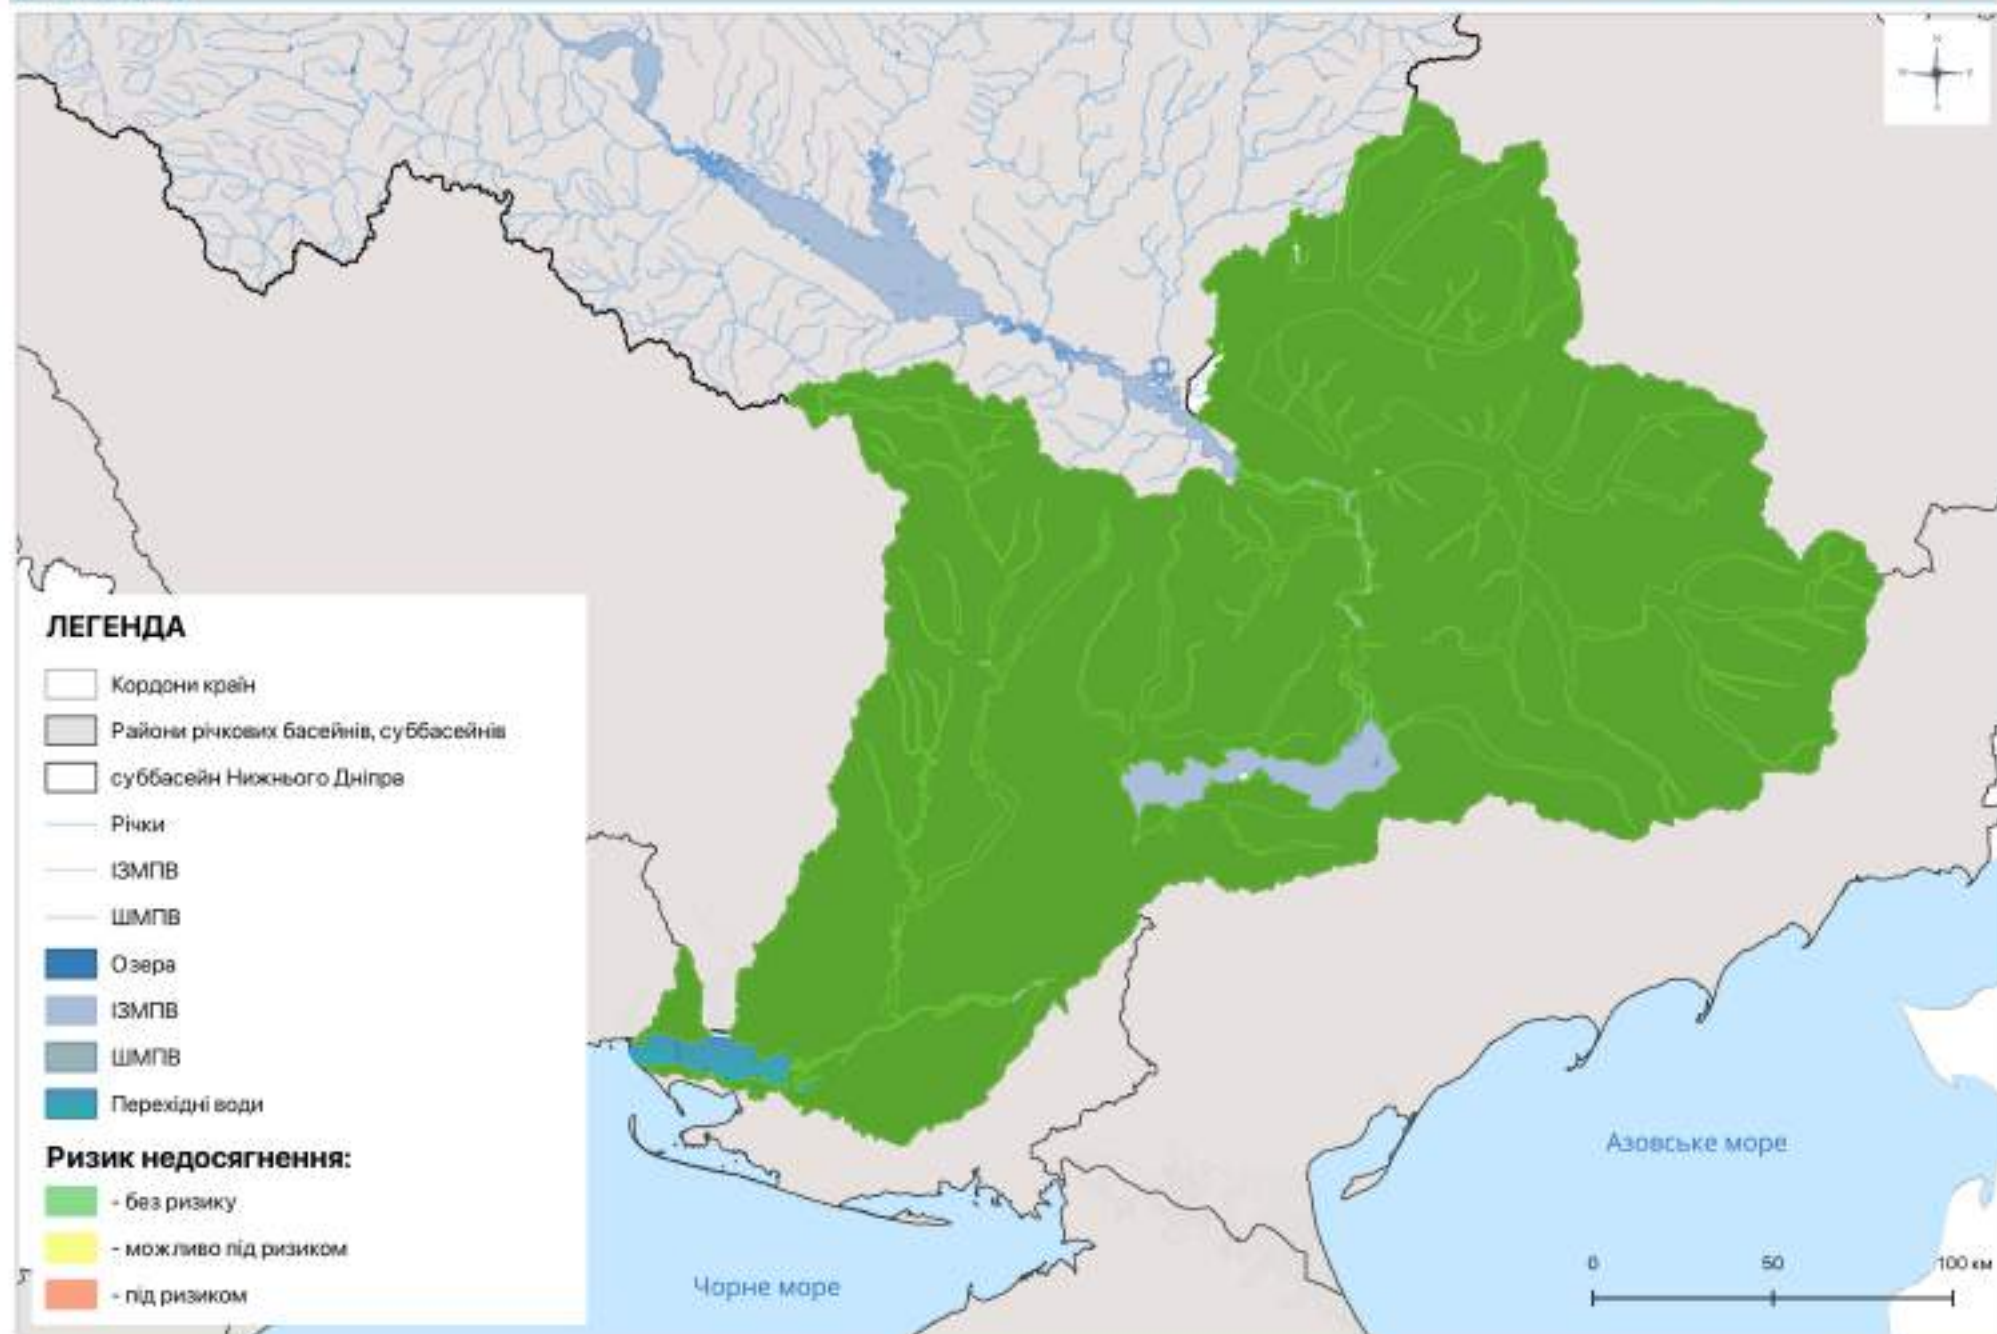 N
ЛЕГЕНДА
Кордони країн
Райони річкових басейнів, суббасейнів
суббасейн Нижнього Дніпра
Річки
ІЗМПВ
ШМПВ
Озера
ІЗМПВ
ШМПВ
Перехідні води
Ризик недосягнення:
- без ризику
- можливо під ризиком
- під ризиком
Азовське море
Чорне море
0 50 100 км